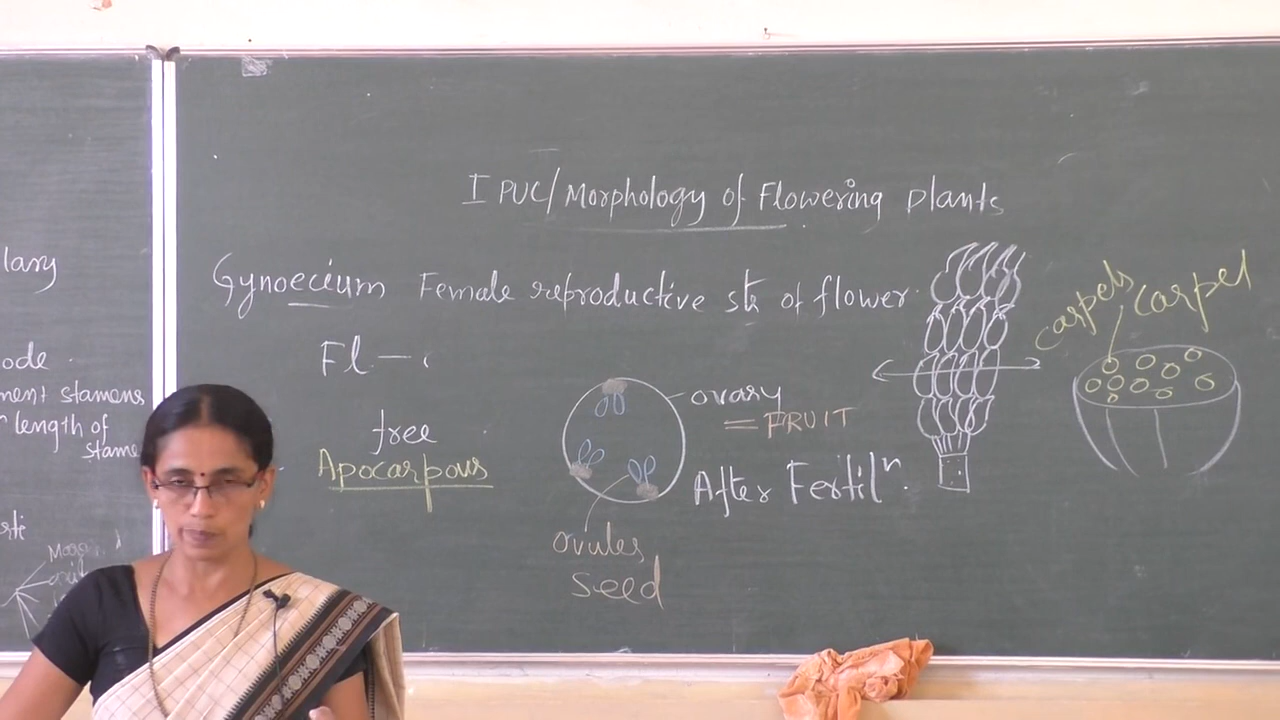 I PUC/Morphology of Flowering Plants
Gynoecium Female reproductive str of flower.
Fl —
free
Apocarpous
ovary
= FRUIT
After Fertiln.
ovules
seed
carpels
carpel
lary
ode
ment stamens
length of
stame